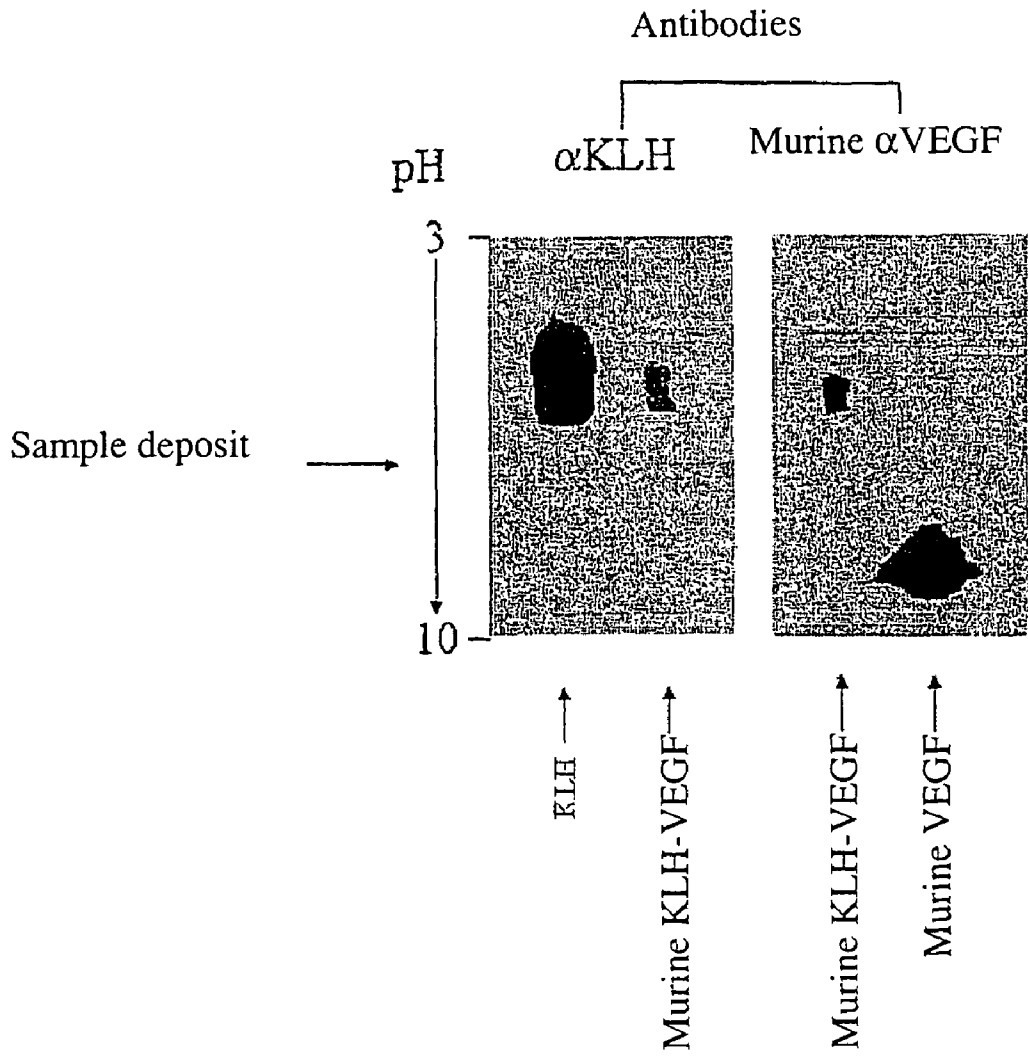 Antibodies
αKLH
Murine αVEGF
pH
3
Sample deposit
10
KLH
Murine KLH-VEGF
Murine KLH-VEGF
Murine VEGF